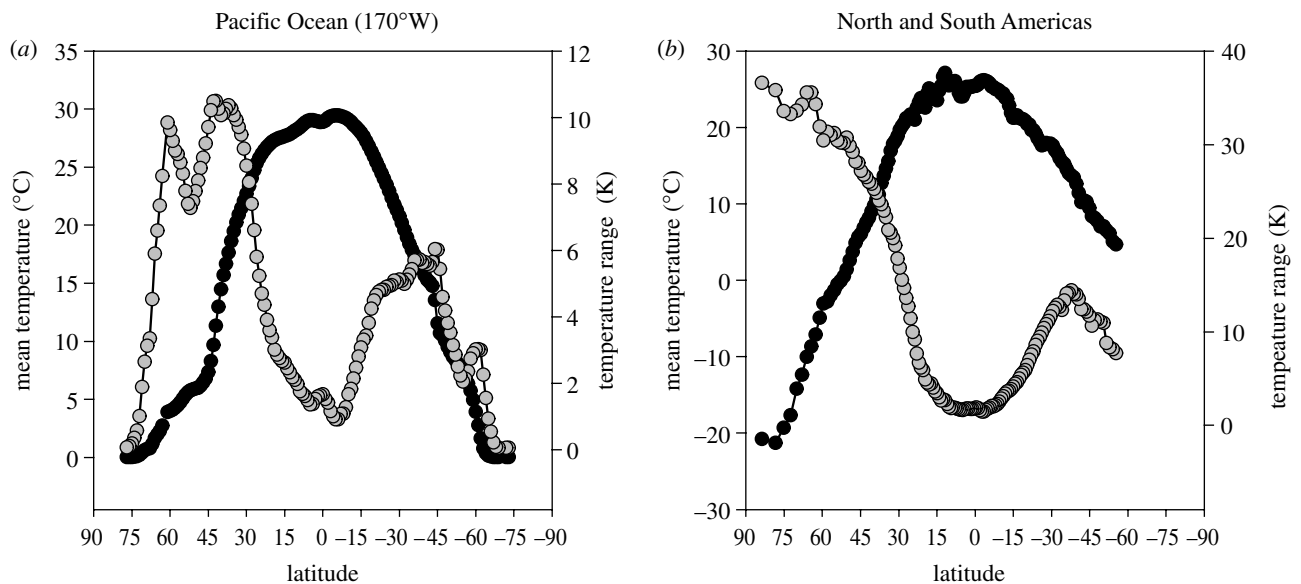 Pacific Ocean (170°W)
North and South Americas
(a)
35
30
25
20
15
10
5
0
mean temperature (°C)
12
10
8
6
4
2
0
temperature range (K)
90 75 60 45 30 15 0 –15 –30 –45 –60 –75 –90
latitude
(b)
30
20
10
0
–10
–20
–30
mean temperature (°C)
40
30
20
10
0
tempeature range (K)
90 75 60 45 30 15 0 –15 –30 –45 –60 –75 –90
latitude